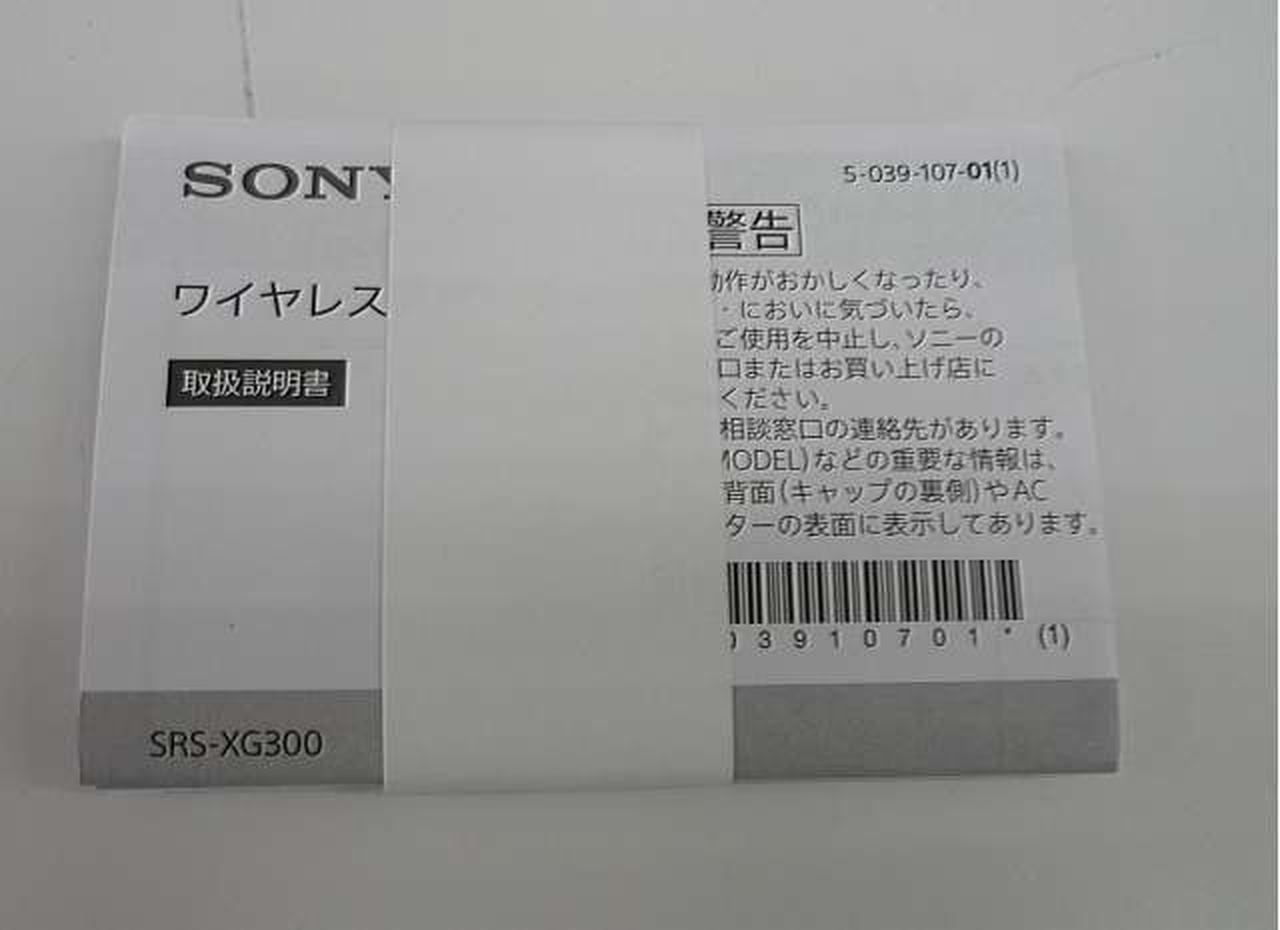 SONY
ワイヤレス
取扱説明書
SRS-XG300
5-039-107-01(1)
警告
作がおかしくなったり、
・においに気づいたら、
ご使用を中止し、ソニーの
口またはお買い上げ店に
ください。
相談窓口の連絡先があります。
MODEL)などの重要な情報は、
背面(キャップの裏側)やAC
ターの表面に表示してあります。
03910701* (1)